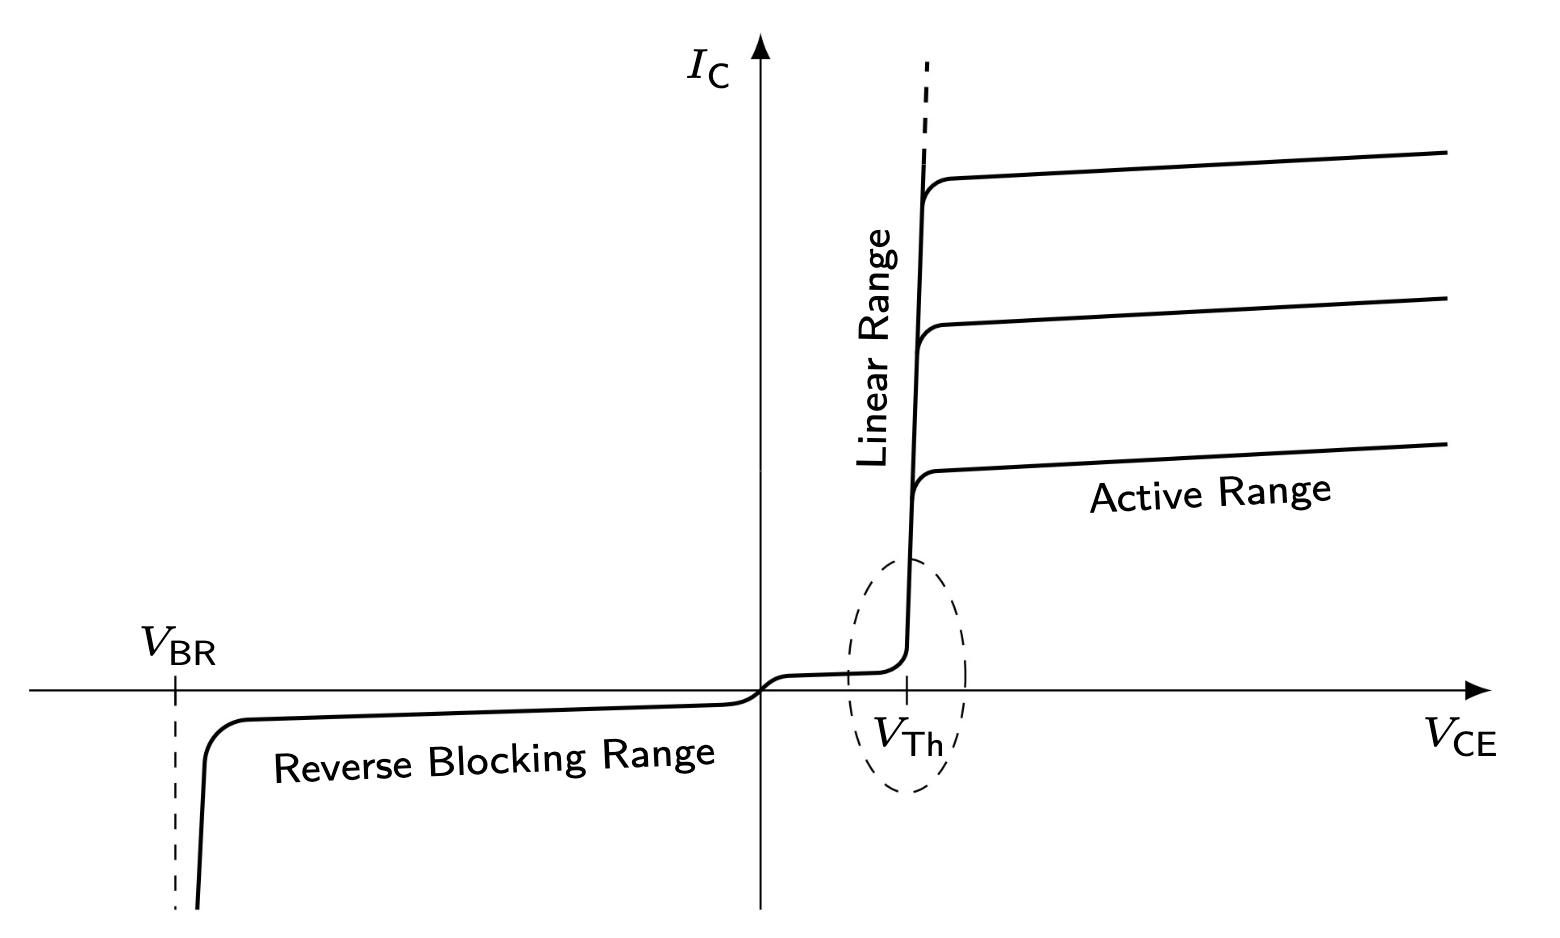 I_C
Linear Range
Active Range
V_BR
V_Th
V_CE
Reverse Blocking Range